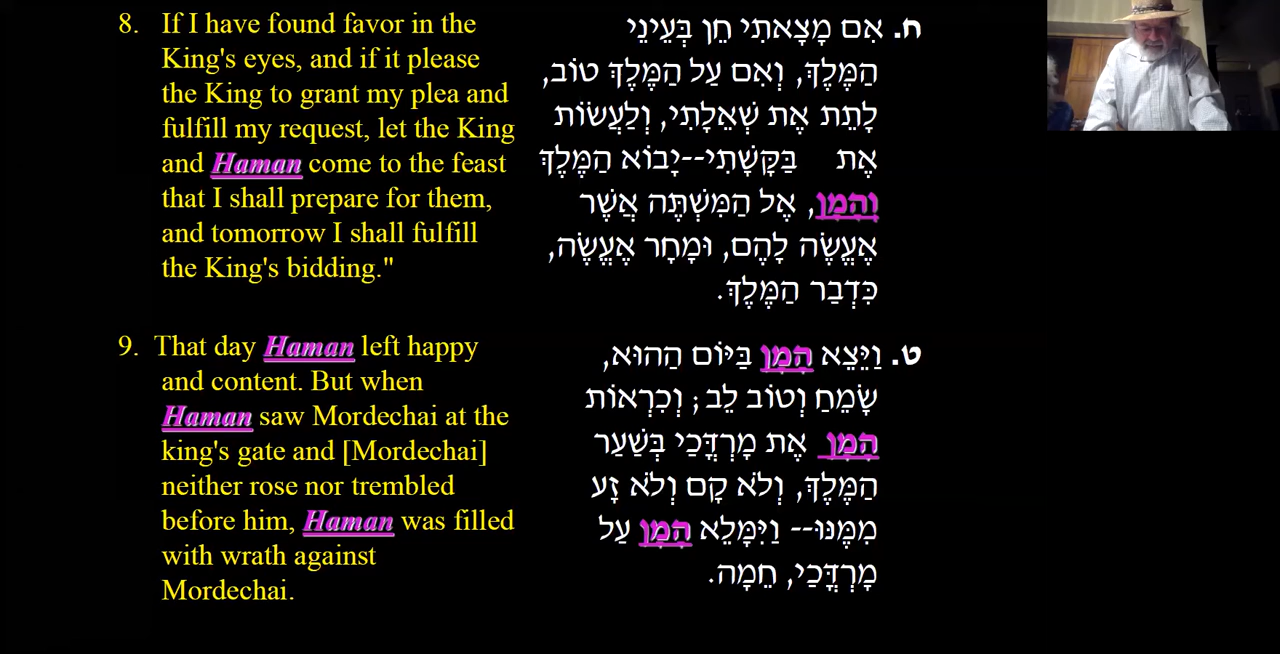 8. If I have found favor in the
King's eyes, and if it please
the King to grant my plea and
fulfill my request, let the King
and Haman come to the feast
that I shall prepare for them,
and tomorrow I shall fulfill
the King's bidding."
9. That day Haman left happy
and content. But when
Haman saw Mordechai at the
king's gate and [Mordechai]
neither rose nor trembled
before him, Haman was filled
with wrath against
Mordechai.
ח. אִם מָצָאתִי חֵן בְּעֵינֵי
הַמֶּלֶךְ, וְאִם עַל הַמֶּלֶךְ טוֹב,
לָתֵת אֶת שְׁאֵלָתִי, וְלַעֲשׂוֹת
אֶת בַּקָּשָׁתִי--יָבוֹא הַמֶּלֶךְ
וְהָמָן, אֶל הַמִּשְׁתֶּה אֲשֶׁר
אֶעֱשֶׂה לָהֶם, וּמָחָר אֶעֱשֶׂה,
כִּדְבַר הַמֶּלֶךְ.
ט. וַיֵּצֵא הָמָן בַּיּוֹם הַהוּא,
שָׂמֵחַ וְטוֹב לֵב; וְכִרְאוֹת
הָמָן אֶת מָרְדֳּכַי בְּשַׁעַר
הַמֶּלֶךְ, וְלֹא קָם וְלֹא זָע
מִמֶּנּוּ-- וַיִּמָּלֵא הָמָן עַל
מָרְדֳּכַי, חֵמָה.